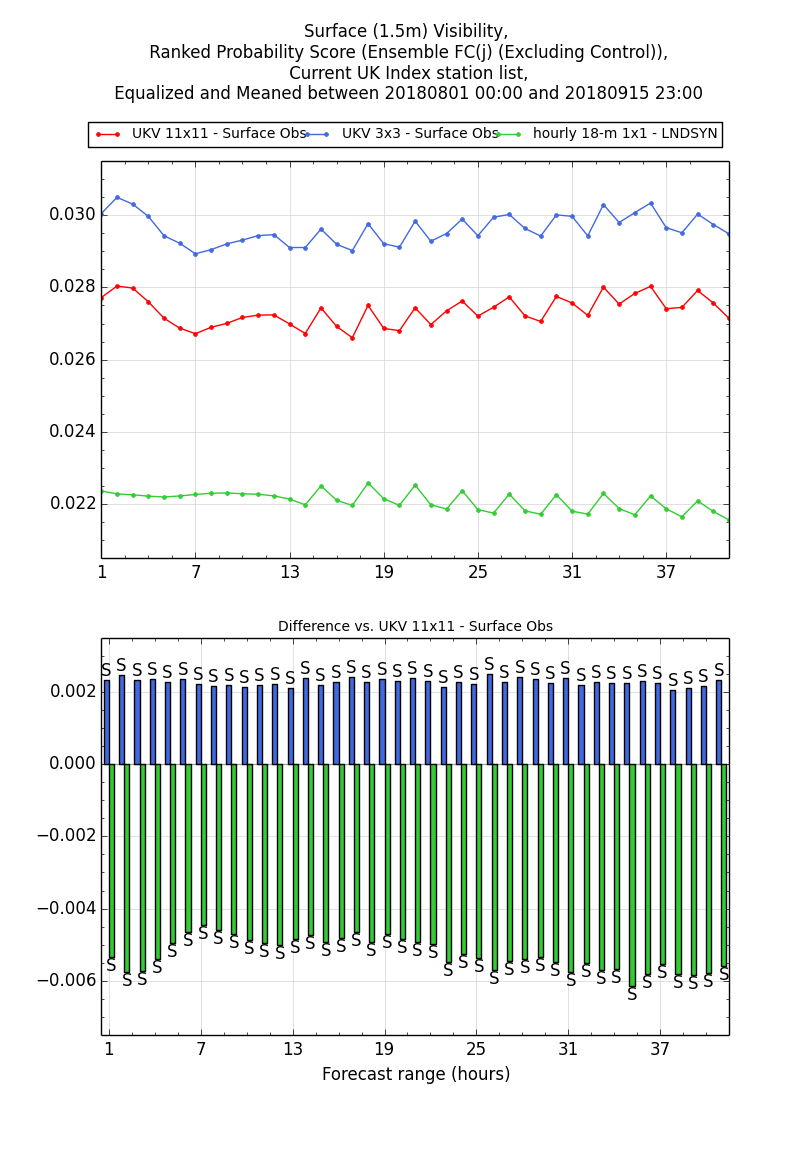 Surface (1.5m) Visibility,
Ranked Probability Score (Ensemble FC(j) (Excluding Control)),
Current UK Index station list,
Equalized and Meaned between 20180801 00:00 and 20180915 23:00
UKV 11x11 - Surface Obs UKV 3x3 - Surface Obs hourly 18-m 1x1 - LNDSYN
0.030
0.028
0.026
0.024
0.022
1 7 13 19 25 31 37
Difference vs. UKV 11x11 - Surface Obs
S S S S S S S S S S S S S S S S S S S S S S S S S S S S S S S S S S S S S S S S S
0.002
0.000
−0.002
−0.004
S S S S S S S S S S S S S S S S S S S S S S S S S S S S S S S S S S S S S S S S S
−0.006
1 7 13 19 25 31 37
Forecast range (hours)